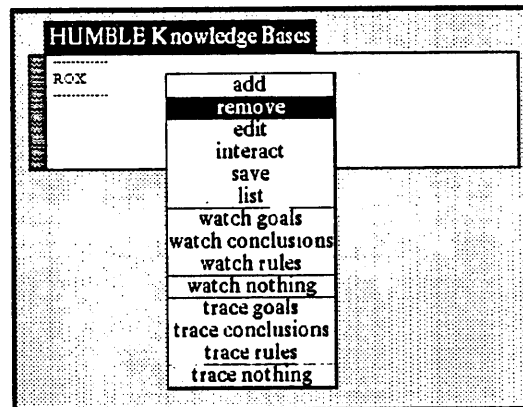 HUMBLE Knowledge Bases
ROX
add
remove
edit
interact
save
list
watch goals
watch conclusions
watch rules
watch nothing
trace goals
trace conclusions
trace rules
trace nothing